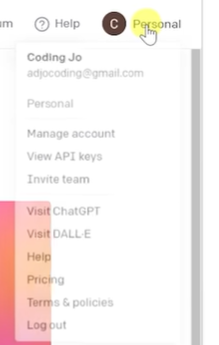 um Help C Personal
Coding Jo
adjocoding@gmail.com
Personal
Manage account
View API keys
Invite team
Visit ChatGPT
Visit DALL·E
Help
Pricing
Terms & policies
Log out